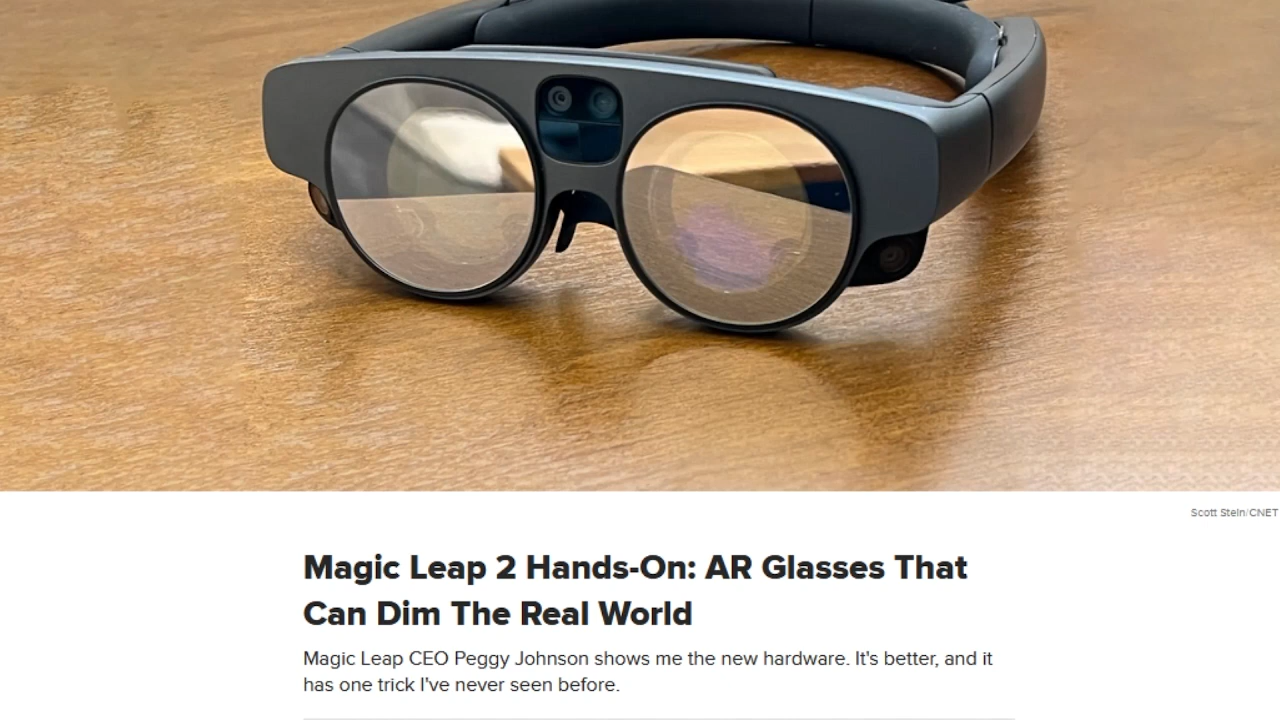 Scott Stein/CNET
Magic Leap 2 Hands-On: AR Glasses That
Can Dim The Real World
Magic Leap CEO Peggy Johnson shows me the new hardware. It's better, and it
has one trick I've never seen before.